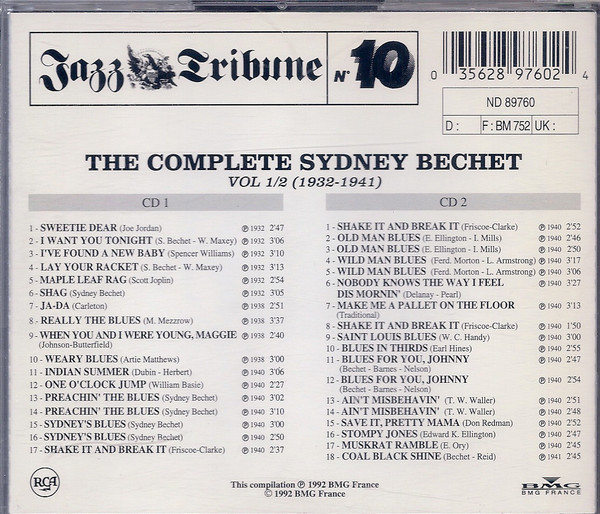 Jazz Tribune N° 10
0 35628 97602 4
ND 89760
D : F : BM 752 UK :
THE COMPLETE SYDNEY BECHET
VOL 1/2 (1932-1941)
CD 1
1 - SWEETIE DEAR (Joe Jordan) ℗ 1932 2'47
2 - I WANT YOU TONIGHT (S. Bechet - W. Maxey) ℗ 1932 3'06
3 - I'VE FOUND A NEW BABY (Spencer Williams) ℗ 1932 3'10
4 - LAY YOUR RACKET (S. Bechet - W. Maxey) ℗ 1932 3'13
5 - MAPLE LEAF RAG (Scott Joplin) ℗ 1932 2'54
6 - SHAG (Sydney Bechet) ℗ 1932 3'05
7 - JA-DA (Carleton) ℗ 1938 2'51
8 - REALLY THE BLUES (M. Mezzrow) ℗ 1938 3'37
9 - WHEN YOU AND I WERE YOUNG, MAGGIE ℗ 1938 2'40
(Johnson-Butterfield)
10 - WEARY BLUES (Artie Matthews) ℗ 1938 3'00
11 - INDIAN SUMMER (Dubin - Herbert) ℗ 1940 3'06
12 - ONE O'CLOCK JUMP (William Basie) ℗ 1940 2'27
13 - PREACHIN' THE BLUES (Sydney Bechet) ℗ 1940 3'02
14 - PREACHIN' THE BLUES (Sydney Bechet) ℗ 1940 3'10
15 - SYDNEY'S BLUES (Sydney Bechet) ℗ 1940 3'00
16 - SYDNEY'S BLUES (Sydney Bechet) ℗ 1940 2'50
17 - SHAKE IT AND BREAK IT (Friscoe-Clarke) ℗ 1940 2'37
CD 2
1 - SHAKE IT AND BREAK IT (Friscoe-Clarke) ℗ 1940 2'52
2 - OLD MAN BLUES (E. Ellington - I. Mills) ℗ 1940 2'46
3 - OLD MAN BLUES (E. Ellington - I. Mills) ℗ 1940 2'50
4 - WILD MAN BLUES (Ferd. Morton - L. Armstrong) ℗ 1940 3'17
5 - WILD MAN BLUES (Ferd. Morton - L. Armstrong) ℗ 1940 3'06
6 - NOBODY KNOWS THE WAY I FEEL ℗ 1940 3'27
DIS MORNIN' (Delanay - Pearl)
7 - MAKE ME A PALLET ON THE FLOOR ℗ 1940 3'13
(Traditional)
8 - SHAKE IT AND BREAK IT (Friscoe-Clarke) ℗ 1940 1'50
9 - SAINT LOUIS BLUES (W. C. Handy) ℗ 1940 3'00
10 - BLUES IN THIRDS (Earl Hines) ℗ 1940 2'55
11 - BLUES FOR YOU, JOHNNY ℗ 1940 2'47
(Bechet - Barnes - Nelson)
12 - BLUES FOR YOU, JOHNNY ℗ 1940 2'54
(Bechet - Barnes - Nelson)
13 - AIN'T MISBEHAVIN' (T. W. Waller) ℗ 1940 2'51
14 - AIN'T MISBEHAVIN' (T. W. Waller) ℗ 1940 2'48
15 - SAVE IT, PRETTY MAMA (Don Redman) ℗ 1940 2'52
16 - STOMPY JONES (Edward K. Ellington) ℗ 1940 2'47
17 - MUSKRAT RAMBLE (E. Ory) ℗ 1940 2'45
18 - COAL BLACK SHINE (Bechet - Reid) ℗ 1941 2'45
RCA
This compilation ℗ 1992 BMG France
© 1992 BMG France
BMG
BMG FRANCE